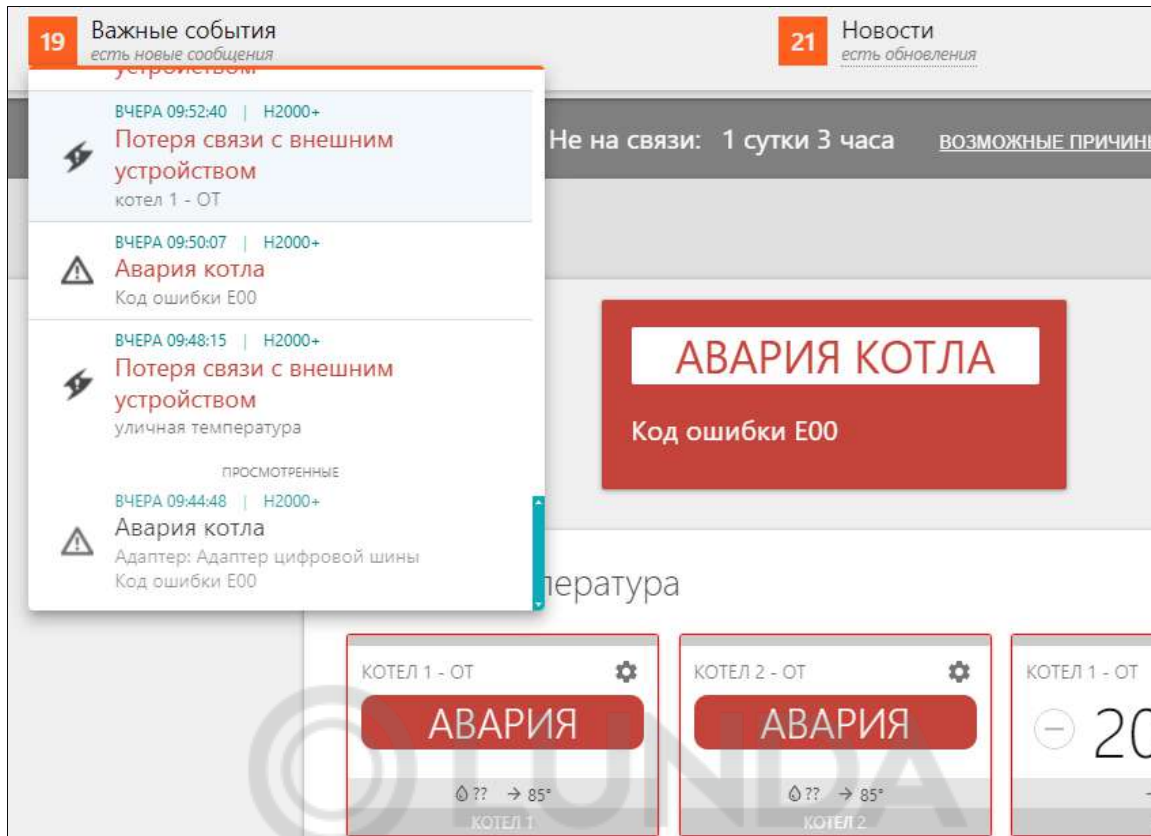 19
Важные события
есть новые сообщения
21
Новости
есть обновления
устройством
ВЧЕРА 09:52:40 | H2000+
Потеря связи с внешним
устройством
котел 1 - ОТ
Не на связи: 1 сутки 3 часа
ВОЗМОЖНЫЕ ПРИЧИНЫ
ВЧЕРА 09:50:07 | H2000+
Авария котла
Код ошибки E00
ВЧЕРА 09:48:15 | H2000+
Потеря связи с внешним
устройством
уличная температура
ПРОСМОТРЕННЫЕ
ВЧЕРА 09:44:48 | H2000+
Авария котла
Адаптер: Адаптер цифровой шины
Код ошибки E00
АВАРИЯ КОТЛА
Код ошибки E00
пература
КОТЕЛ 1 - ОТ
АВАРИЯ
?? → 85°
КОТЕЛ 1
КОТЕЛ 2 - ОТ
АВАРИЯ
?? → 85°
КОТЕЛ 2
КОТЕЛ 1 - ОТ
20
LUNDA